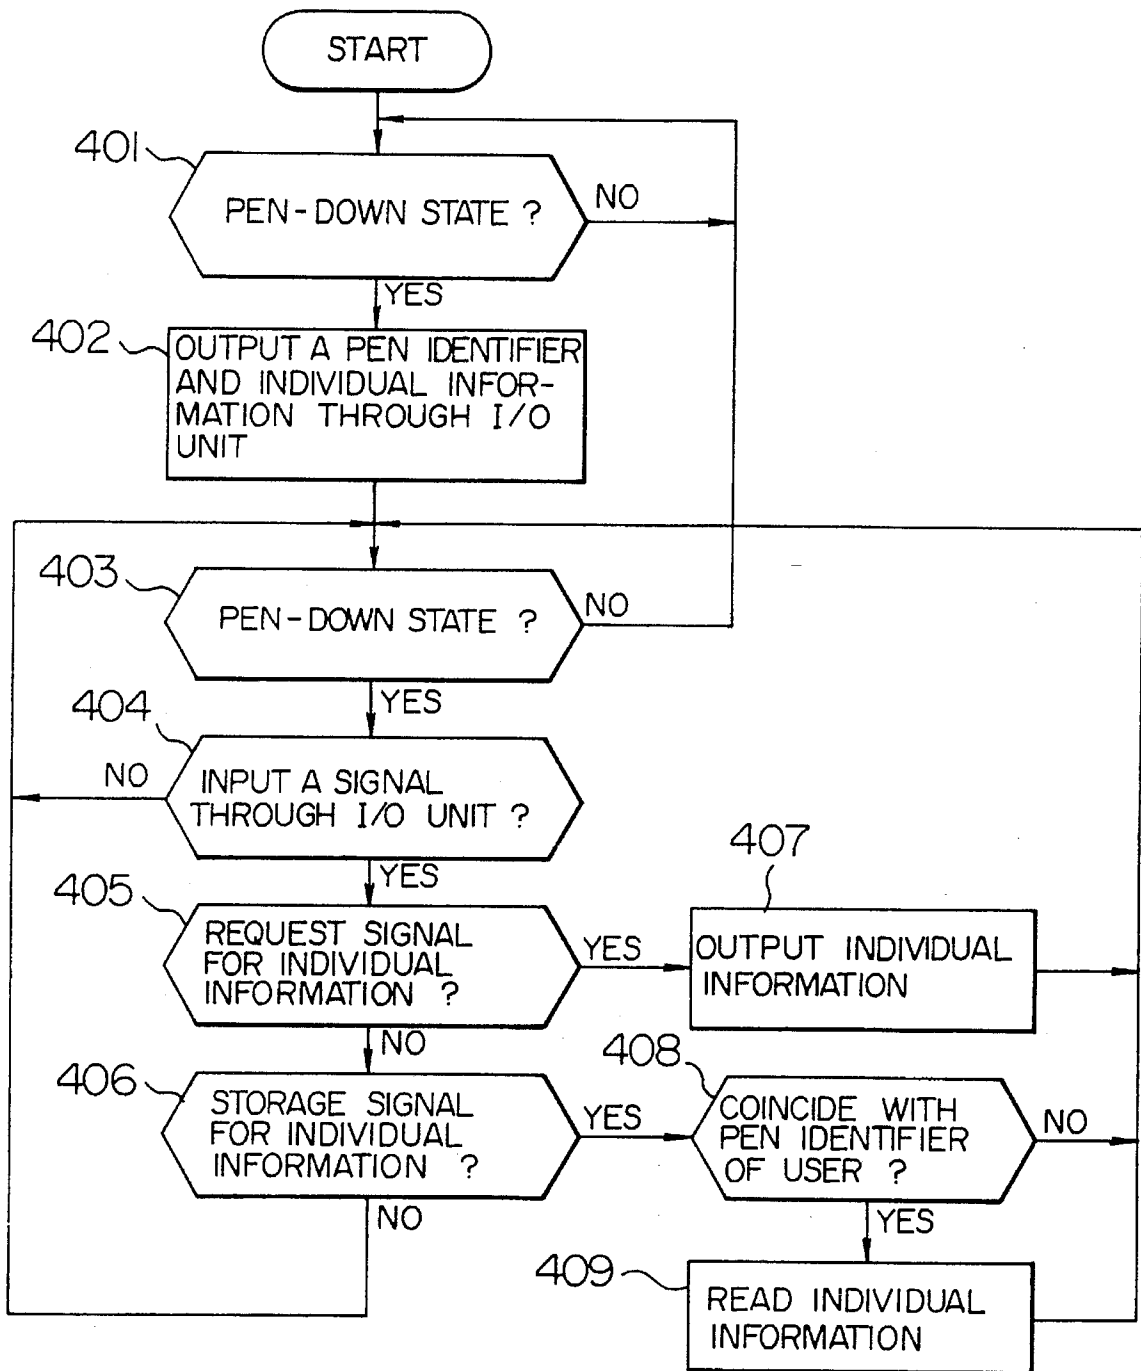 START
401
PEN-DOWN STATE ?
NO
YES
402
OUTPUT A PEN IDENTIFIER
AND INDIVIDUAL INFOR-
MATION THROUGH I/O
UNIT
403
PEN-DOWN STATE ?
NO
YES
404
NO
INPUT A SIGNAL
THROUGH I/O UNIT ?
YES
405
REQUEST SIGNAL
FOR INDIVIDUAL
INFORMATION ?
YES
407
OUTPUT INDIVIDUAL
INFORMATION
NO
406
STORAGE SIGNAL
FOR INDIVIDUAL
INFORMATION ?
YES
408
COINCIDE WITH
PEN IDENTIFIER
OF USER ?
NO
NO
YES
409
READ INDIVIDUAL
INFORMATION